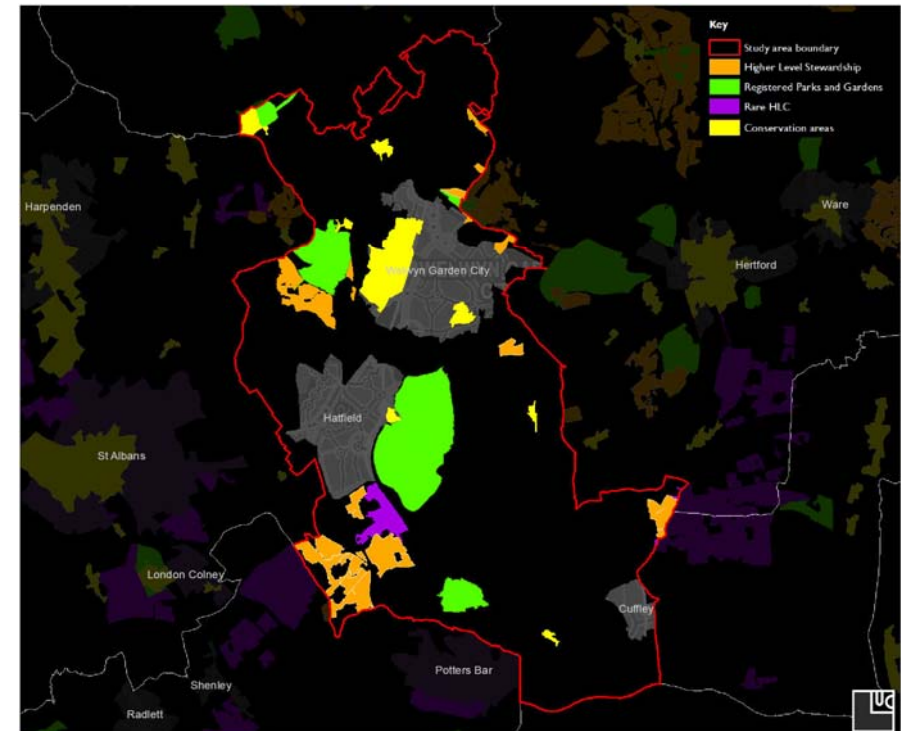 Key
Study area boundary
Higher Level Stewardship
Registered Parks and Gardens
Rare HLC
Conservation areas
Harpenden
Ware
Welwyn Garden City
Hertford
Hatfield
St Albans
London Colney
Cuffley
Potters Bar
Shenley
Radlett
LUC